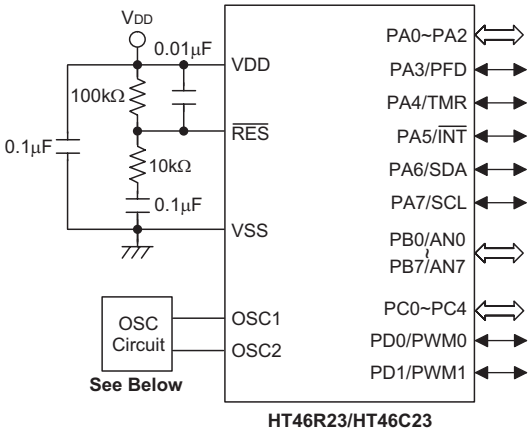 VDD
0.01μF
VDD
PA0~PA2
100kΩ
PA3/PFD
PA4/TMR
RES
PA5/INT
0.1μF
10kΩ
PA6/SDA
0.1μF
PA7/SCL
VSS
PB0/AN0
~
PB7/AN7
PC0~PC4
OSC
Circuit
OSC1
OSC2
PD0/PWM0
PD1/PWM1
See Below
HT46R23/HT46C23